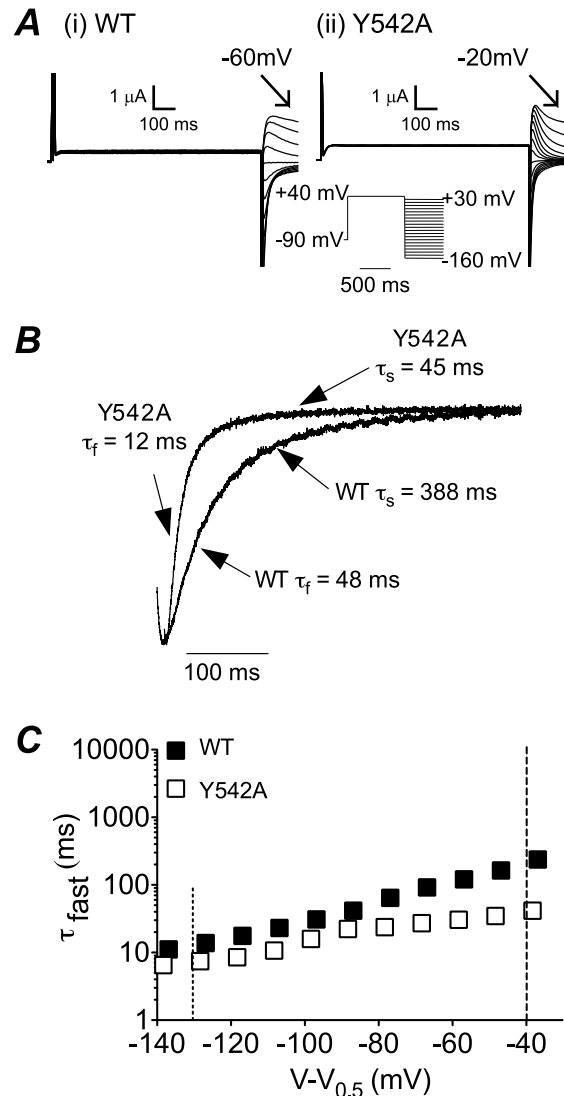 A (i) WT (ii) Y542A
-60mV -20mV
1 µA 1 µA
100 ms 100 ms
+40 mV +30 mV
-90 mV
-160 mV
500 ms
B
Y542A
τs = 45 ms
Y542A
τf = 12 ms
WT τs = 388 ms
WT τf = 48 ms
100 ms
C
WT
Y542A
10000
1000
100
10
1
τfast (ms)
-140 -120 -100 -80 -60 -40
V-V0.5 (mV)